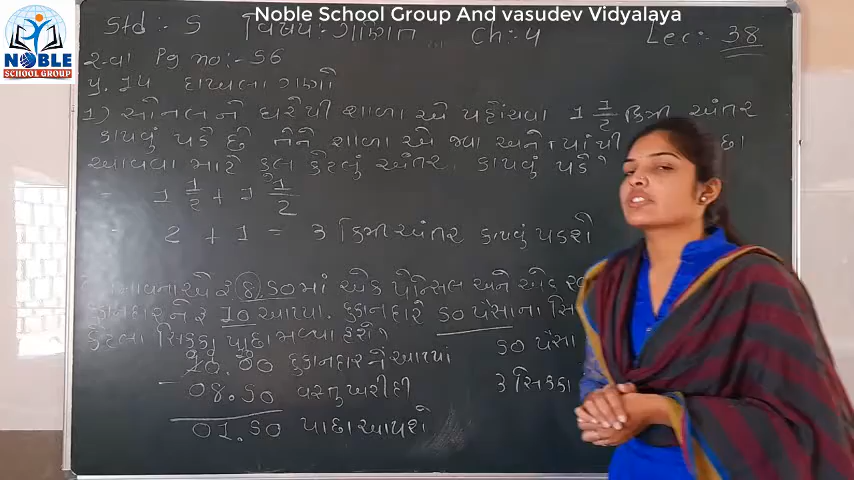 Noble School Group And vasudev Vidyalaya
NOBLE
SCHOOL GROUP
Std :- 5 વિષય: ગણિત Ch: 4 Lec: 38
સ્વા Pg no:- 56
પ્ર. 14 દાખલા ગણો
1) સોનલને ઘરેથી શાળા એ પહોંચવા 1 1/2 કિમી અંતર
કાપવું પડે છે તેને શાળા એ જવા અને ત્યાંથી
આવવા માટે કુલ કેટલું અંતર કાપવું પડે?
= 1 1/2 + 1 1/2
= 2 + 1 = 3 કિમી અંતર કાપવું પડશે
એ ₹ 8.50 માં એક પેન્સિલ અને એક
દુકાનદારને ₹ 10 આપ્યા. દુકાનદારે 50 પૈસાના
કેટલા સિક્કા પાછા મળ્યા હશે?
10.00 દુકાનદારને આપ્યાં
- 08.50 વસ્તુ ખરીદી
01.50 પાછા આપશે
50 પૈસા
3 સિક્કા